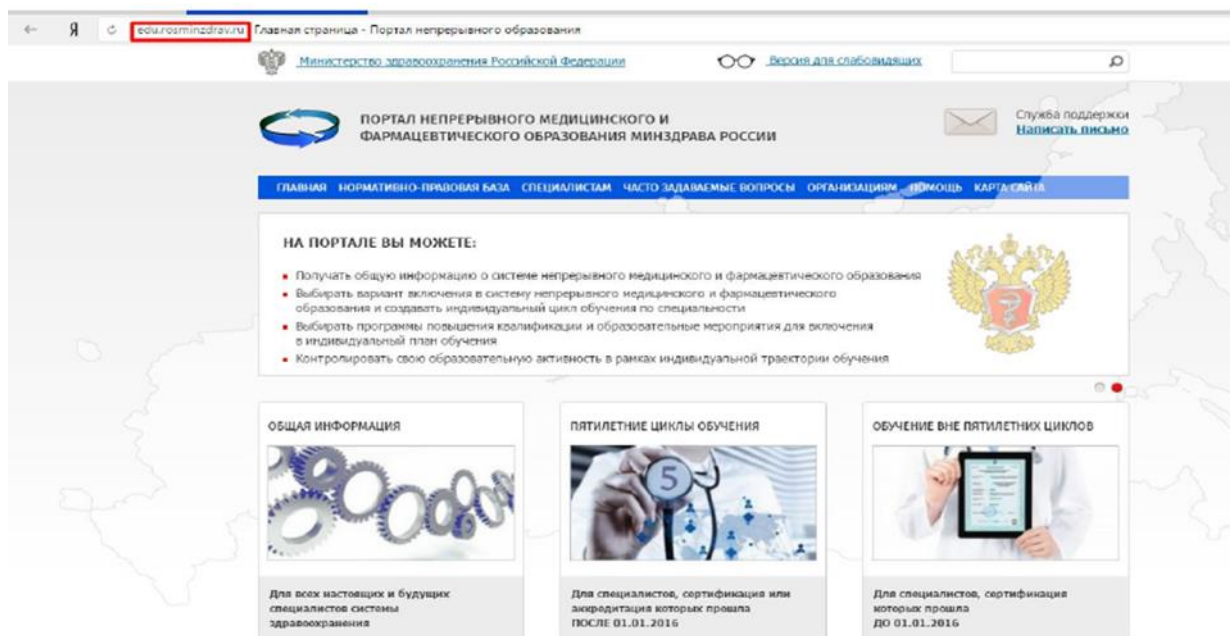 Я
edu.rosminzdrav.ru Главная страница - Портал непрерывного образования
Министерство здравоохранения Российской Федерации
Версия для слабовидящих
ПОРТАЛ НЕПРЕРЫВНОГО МЕДИЦИНСКОГО И
ФАРМАЦЕВТИЧЕСКОГО ОБРАЗОВАНИЯ МИНЗДРАВА РОССИИ
Служба поддержки
Написать письмо
ГЛАВНАЯ НОРМАТИВНО-ПРАВОВАЯ БАЗА СПЕЦИАЛИСТАМ ЧАСТО ЗАДАВАЕМЫЕ ВОПРОСЫ ОРГАНИЗАЦИЯМ ПОМОЩЬ КАРТА САЙТА
НА ПОРТАЛЕ ВЫ МОЖЕТЕ:
Получать общую информацию о системе непрерывного медицинского и фармацевтического образования
Выбирать вариант включения в систему непрерывного медицинского и фармацевтического
образования и создавать индивидуальный цикл обучения по специальности
Выбирать программы повышения квалификации и образовательные мероприятия для включения
в индивидуальный план обучения
Контролировать свою образовательную активность в рамках индивидуальной траектории обучения
ОБЩАЯ ИНФОРМАЦИЯ
Для всех настоящих и будущих
специалистов системы
здравоохранения
ПЯТИЛЕТНИЕ ЦИКЛЫ ОБУЧЕНИЯ
5
Для специалистов, сертификация или
аккредитация которых прошла
ПОСЛЕ 01.01.2016
ОБУЧЕНИЕ ВНЕ ПЯТИЛЕТНИХ ЦИКЛОВ
Для специалистов, сертификация
которых прошла
ДО 01.01.2016